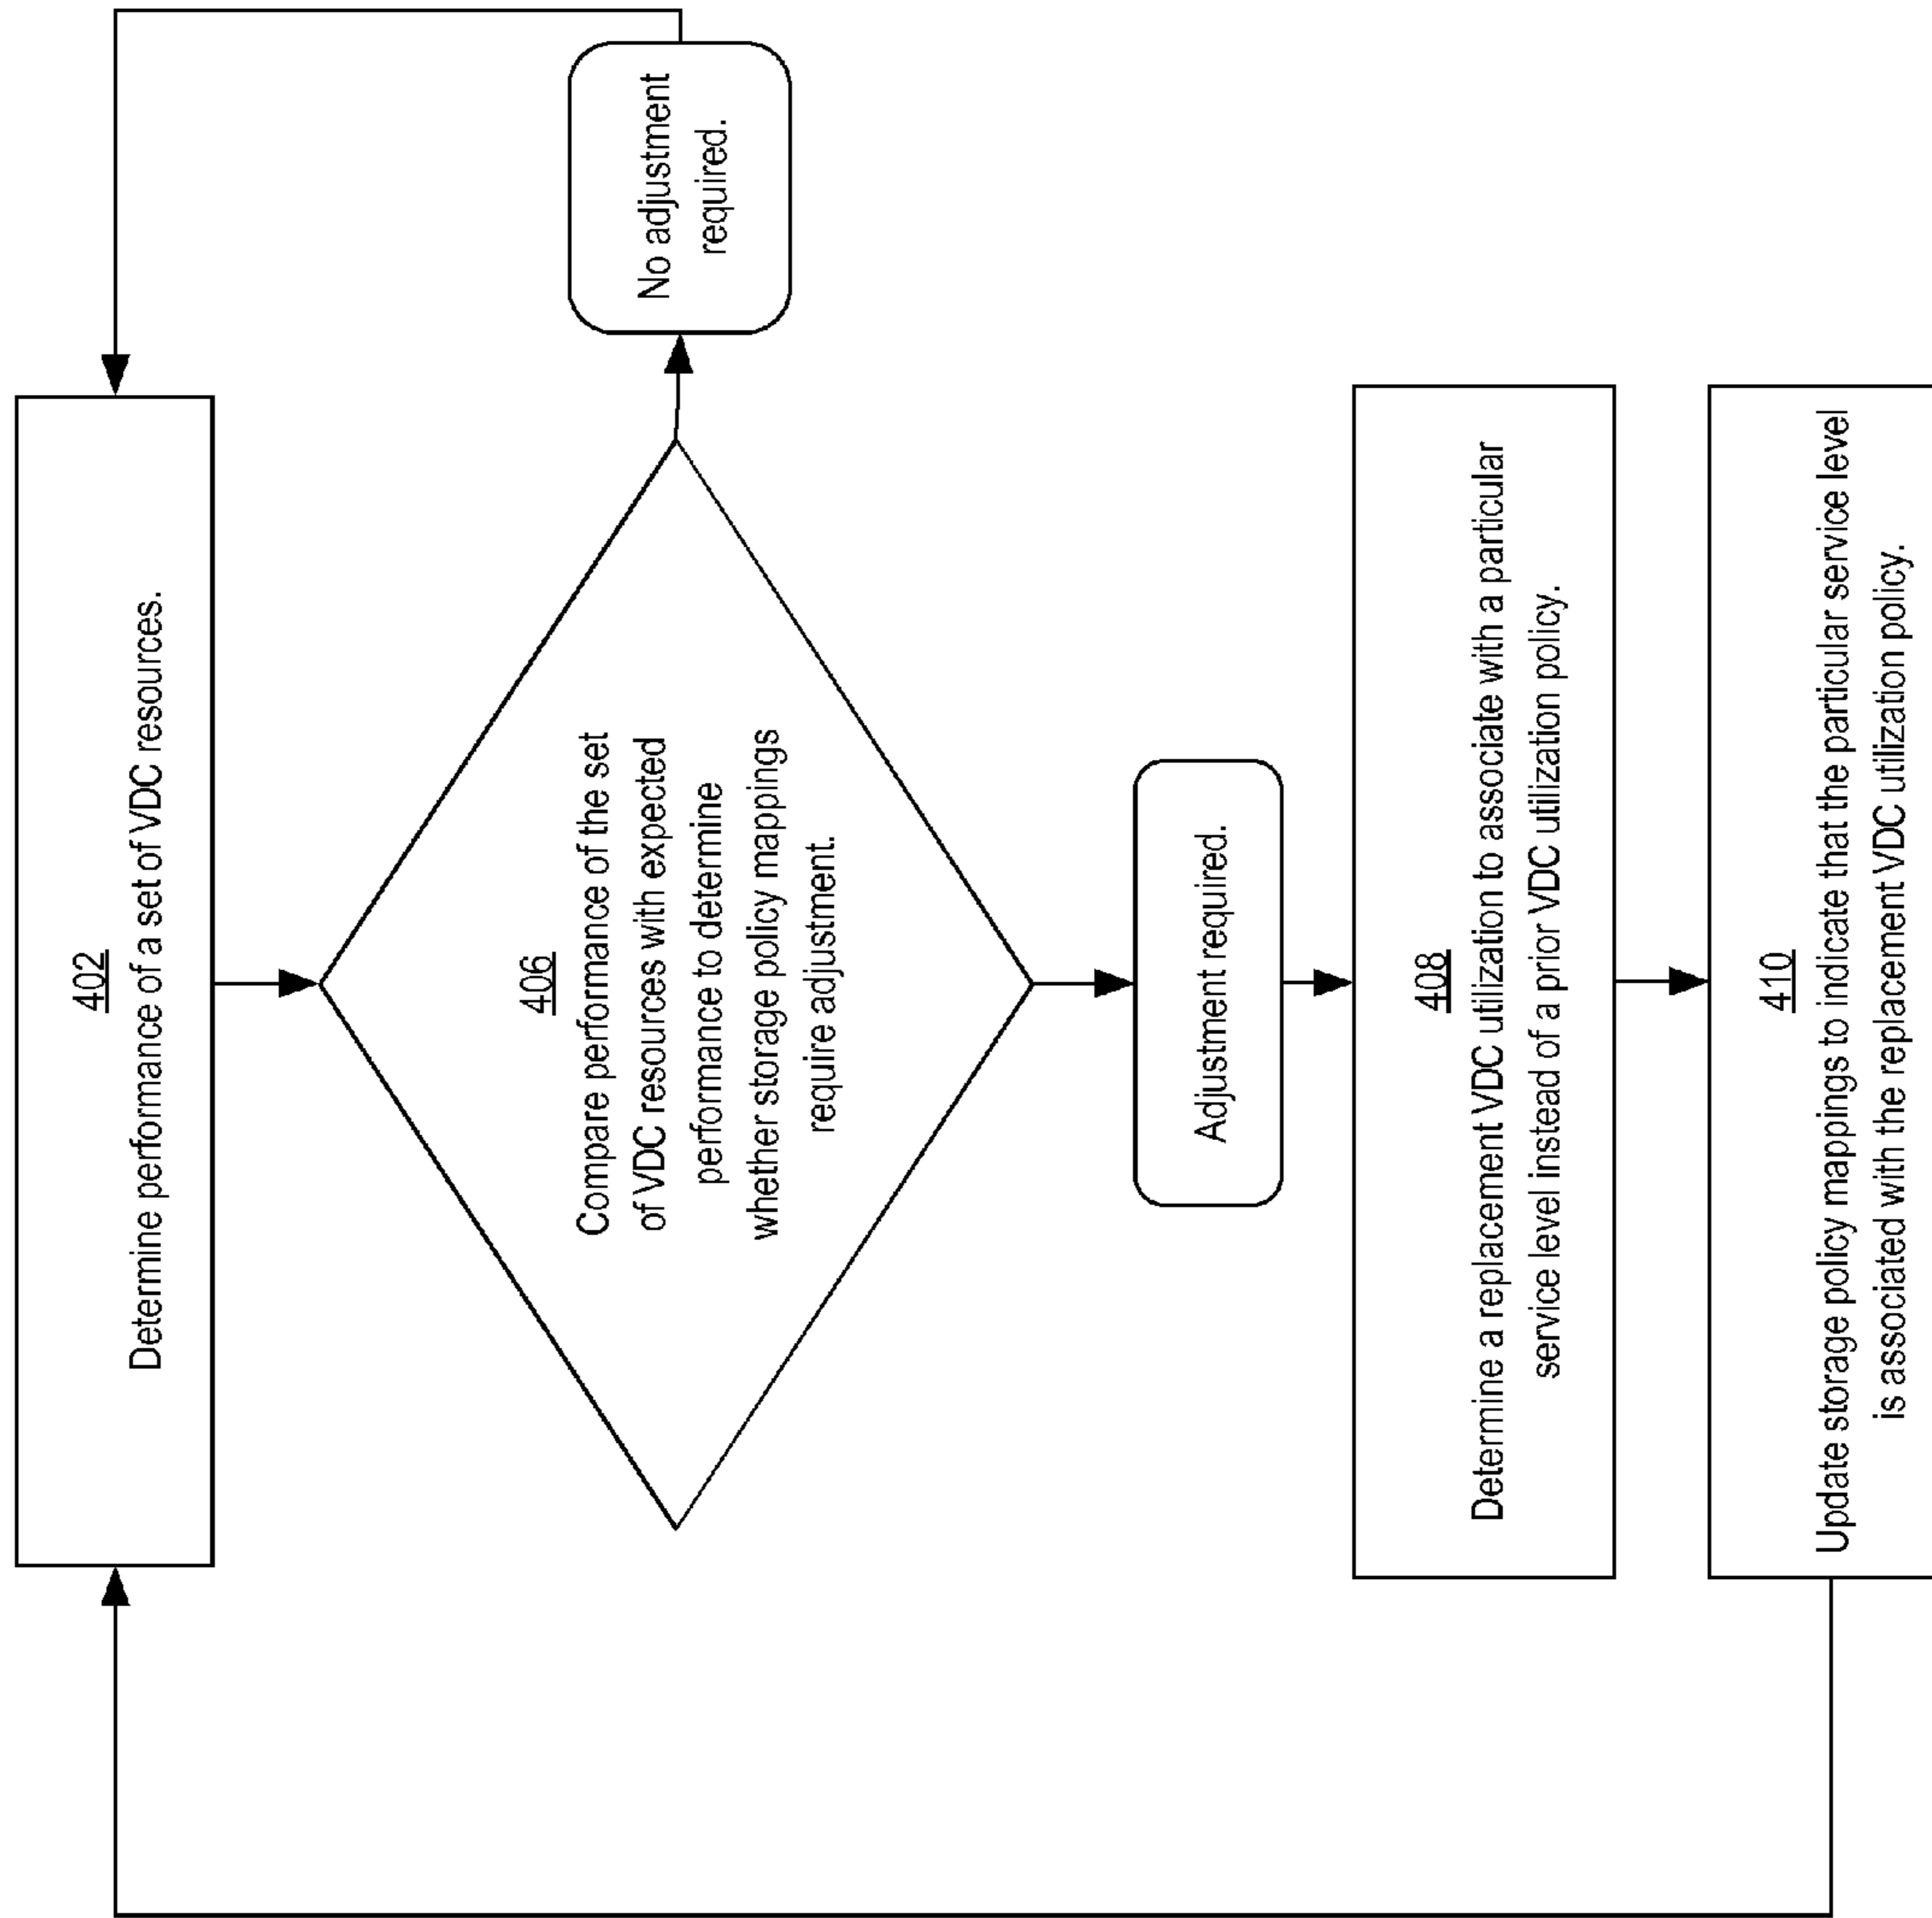 402
Determine performance of a set of VDC resources.
406
Compare performance of the set
of VDC resources with expected
performance to determine
whether storage policy mappings
require adjustment.
No adjustment
required.
Adjustment required.
408
Determine a replacement VDC utilization to associate with a particular
service level instead of a prior VDC utilization policy.
410
Update storage policy mappings to indicate that the particular service level
is associated with the replacement VDC utilization policy.